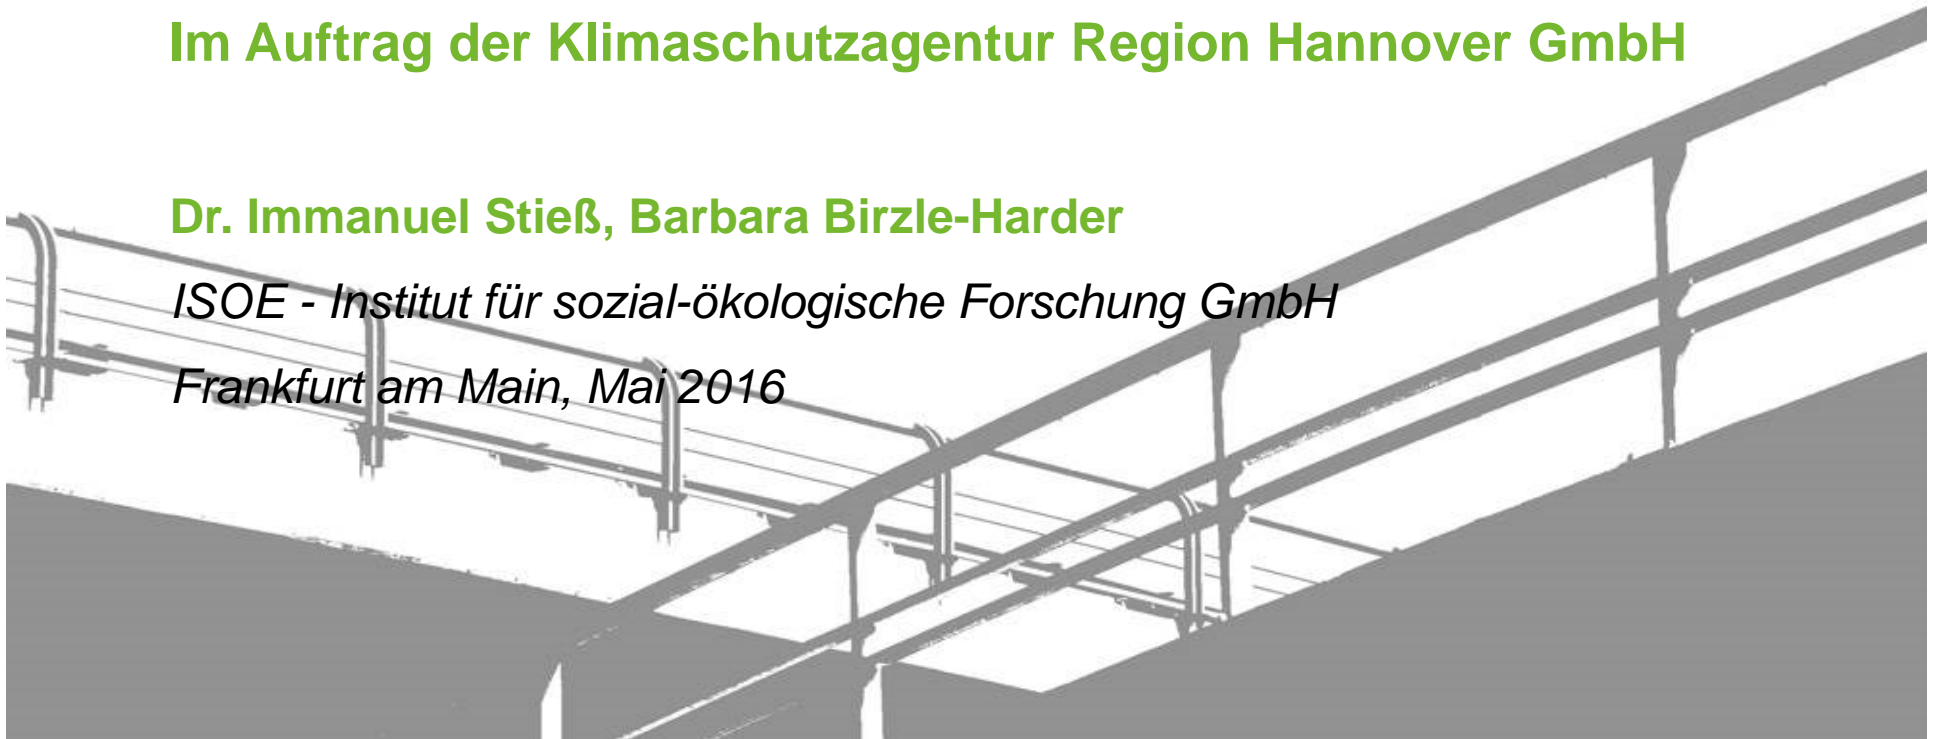 Im Auftrag der Klimaschutzagentur Region Hannover GmbH
Dr. Immanuel Stieß, Barbara Birzle-Harder
ISOE - Institut für sozial-ökologische Forschung GmbH
Frankfurt am Main, Mai 2016